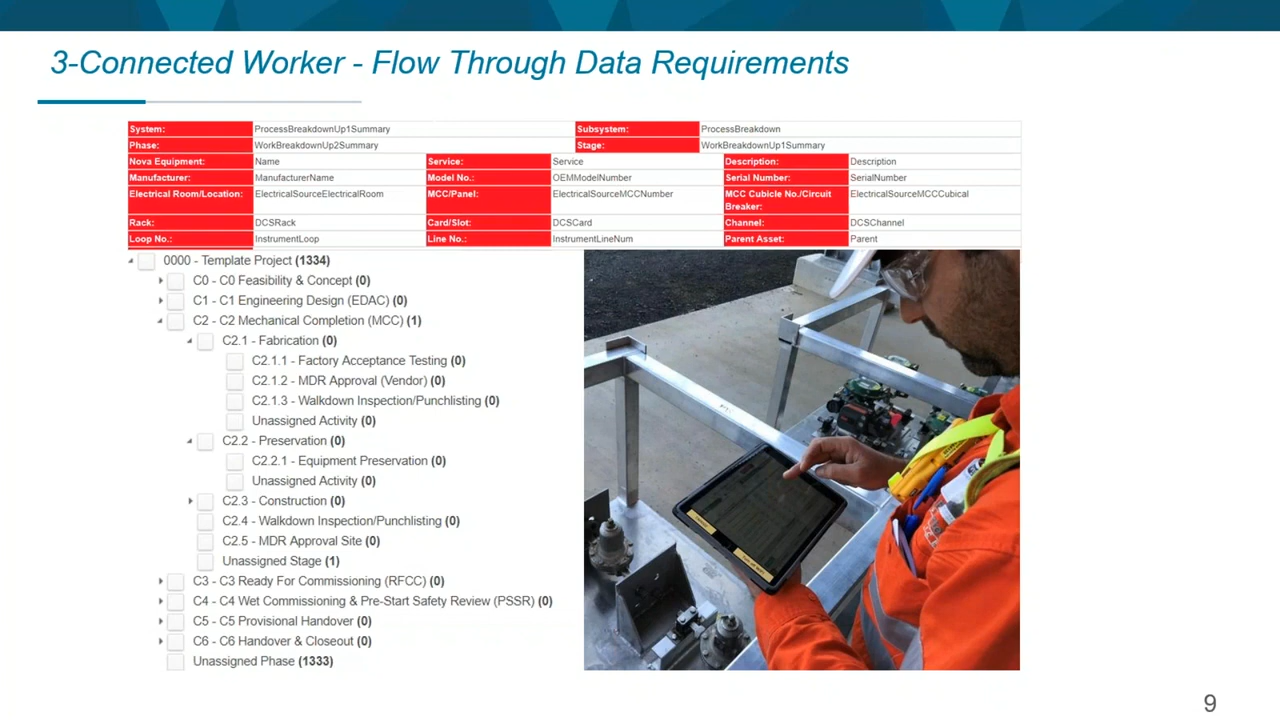 3-Connected Worker - Flow Through Data Requirements
System: ProcessBreakdownUp1Summary Subsystem: ProcessBreakdown
Phase: WorkBreakdownUp2Summary Stage: WorkBreakdownUp1Summary
Nova Equipment: Name Service: Service Description: Description
Manufacturer: ManufacturerName Model No.: OEMModelNumber Serial Number: SerialNumber
Electrical Room/Location: ElectricalSourceElectricalRoom MCC/Panel: ElectricalSourceMCCNumber MCC Cubicle No./Circuit Breaker: ElectricalSourceMCCCubical
Rack: DCSRack Card/Slot: DCSCard Channel: DCSChannel
Loop No.: InstrumentLoop Line No.: InstrumentLineNum Parent Asset: Parent
0000 - Template Project (1334)
C0 - C0 Feasibility & Concept (0)
C1 - C1 Engineering Design (EDAC) (0)
C2 - C2 Mechanical Completion (MCC) (1)
C2.1 - Fabrication (0)
C2.1.1 - Factory Acceptance Testing (0)
C2.1.2 - MDR Approval (Vendor) (0)
C2.1.3 - Walkdown Inspection/Punchlisting (0)
Unassigned Activity (0)
C2.2 - Preservation (0)
C2.2.1 - Equipment Preservation (0)
Unassigned Activity (0)
C2.3 - Construction (0)
C2.4 - Walkdown Inspection/Punchlisting (0)
C2.5 - MDR Approval Site (0)
Unassigned Stage (1)
C3 - C3 Ready For Commissioning (RFCC) (0)
C4 - C4 Wet Commissioning & Pre-Start Safety Review (PSSR) (0)
C5 - C5 Provisional Handover (0)
C6 - C6 Handover & Closeout (0)
Unassigned Phase (1333)
9